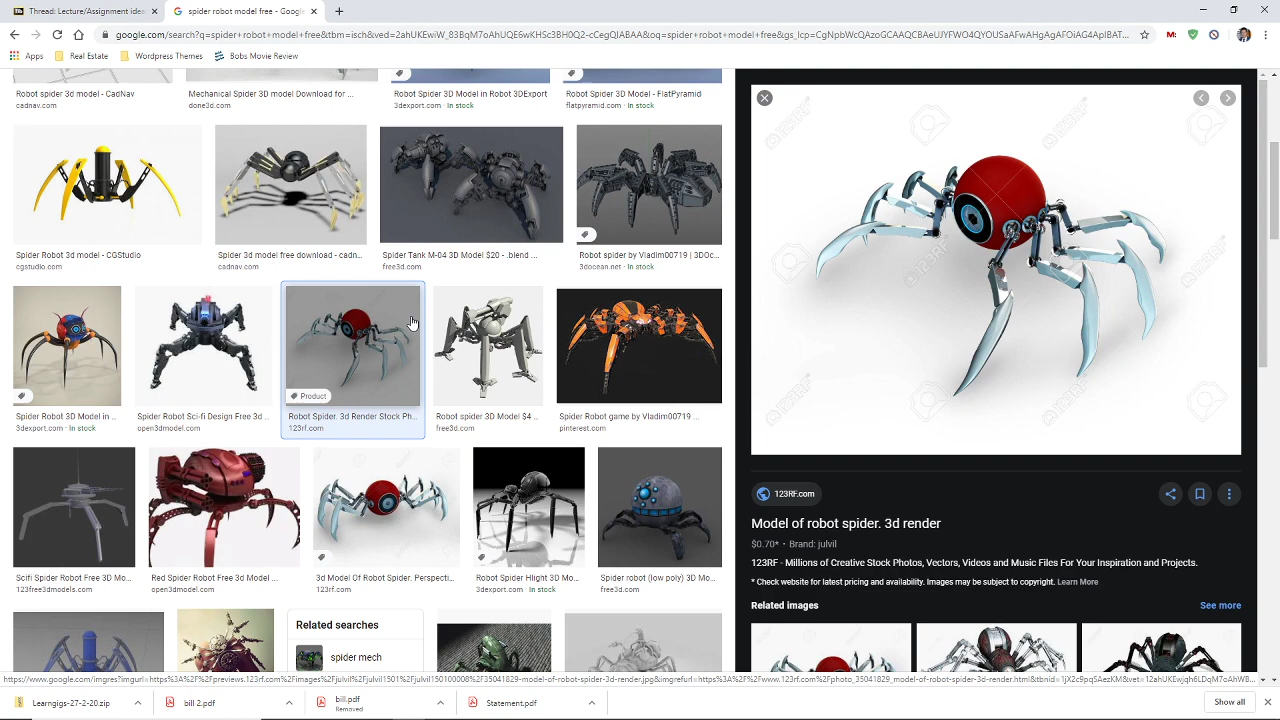 Thread: Lecture/Assignment idea
spider robot model free - Google
google.com/search?q=spider+robot+model+free&tbm=isch&ved=2ahUKEwiW_83BqM7oAhUQE6wKHSc3BH0Q2-cCegQIABAA&oq=spider+robot+model+free&gs_lcp=CgNpbWcQAzoGCAAQCBAeUJYFWO4QYOUSaAFwAHgAgAFOiAG4ApIBAT...
Apps
Real Estate
Wordpress Themes
Bobs Movie Review
Robot spider 3d model - CadNav
cadnav.com
Mechanical Spider 3D model Download for ...
done3d.com
Robot Spider 3D Model in Robot 3DExport
3dexport.com · In stock
Robot Spider 3D Model - FlatPyramid
flatpyramid.com · In stock
Spider Robot 3d model - CGStudio
cgstudio.com
Spider 3d model free download - cadn...
cadnav.com
Spider Tank M-04 3D Model $20 - .blend ...
free3d.com
Robot spider by Vladim00719 | 3DOc...
3docean.net · In stock
Spider Robot 3D Model in ...
3dexport.com · In stock
Spider Robot Sci-fi Design Free 3d ...
open3dmodel.com
Product
Robot Spider. 3d Render Stock Ph...
123rf.com
Robot spider 3D Model $4 ...
free3d.com
Spider Robot game by Vladim00719 ...
pinterest.com
Scifi Spider Robot Free 3D Mo...
123free3dmodels.com
Red Spider Robot Free 3d Model ...
open3dmodel.com
3d Model Of Robot Spider. Perspecti...
123rf.com
Robot Spider Hlight 3D Mo...
3dexport.com · In stock
Spider robot (low poly) 3D Mo...
free3d.com
Related searches
spider mech
123RF
123RF.com
Model of robot spider. 3d render
$0.70* • Brand: julvil
123RF - Millions of Creative Stock Photos, Vectors, Videos and Music Files For Your Inspiration and Projects.
* Check website for latest pricing and availability. Images may be subject to copyright. Learn More
Related images
See more
Learngigs-27-2-20.zip
bill 2.pdf
bill.pdf
Removed
Statement.pdf
Show all